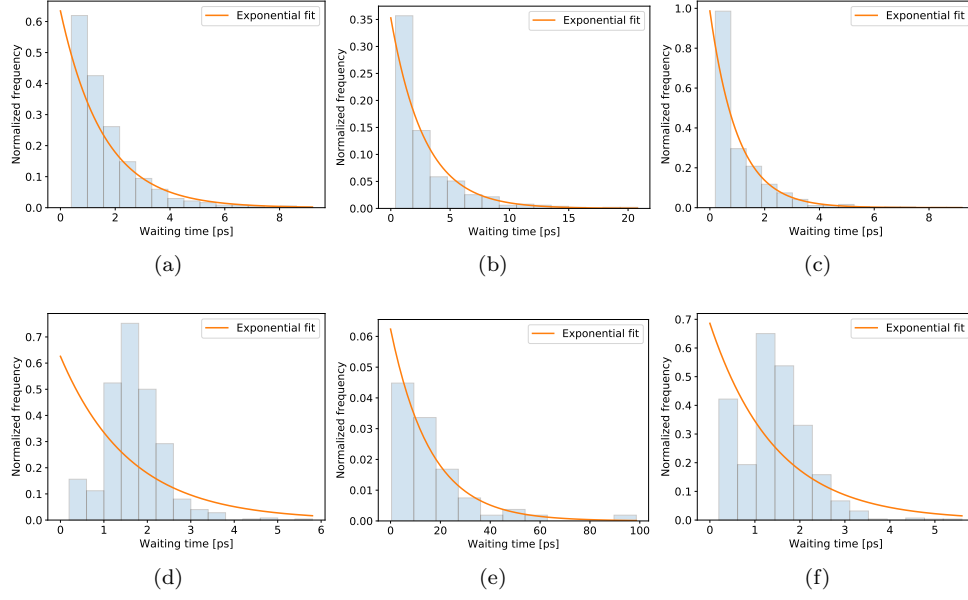 Exponential fit
Normalized frequency
0.6
0.5
0.4
0.3
0.2
0.1
0.0
0 2 4 6 8
Waiting time [ps]
(a)
Exponential fit
Normalized frequency
0.35
0.30
0.25
0.20
0.15
0.10
0.05
0.00
0 5 10 15 20
Waiting time [ps]
(b)
Exponential fit
Normalized frequency
1.0
0.8
0.6
0.4
0.2
0.0
0 2 4 6 8
Waiting time [ps]
(c)
Exponential fit
Normalized frequency
0.7
0.6
0.5
0.4
0.3
0.2
0.1
0.0
0 1 2 3 4 5 6
Waiting time [ps]
(d)
Exponential fit
Normalized frequency
0.06
0.05
0.04
0.03
0.02
0.01
0.00
0 20 40 60 80 100
Waiting time [ps]
(e)
Exponential fit
Normalized frequency
0.7
0.6
0.5
0.4
0.3
0.2
0.1
0.0
0 1 2 3 4 5
Waiting time [ps]
(f)